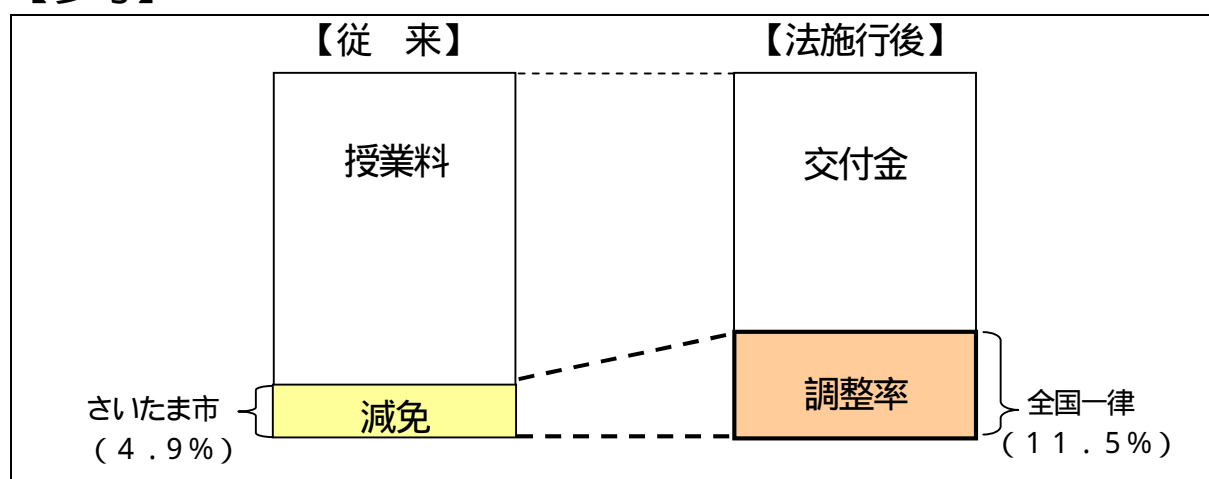 【従　来】
【法施行後】
授業料
交付金
減免
調整率
さいたま市
（４．９％）
全国一律
（１１．５％）